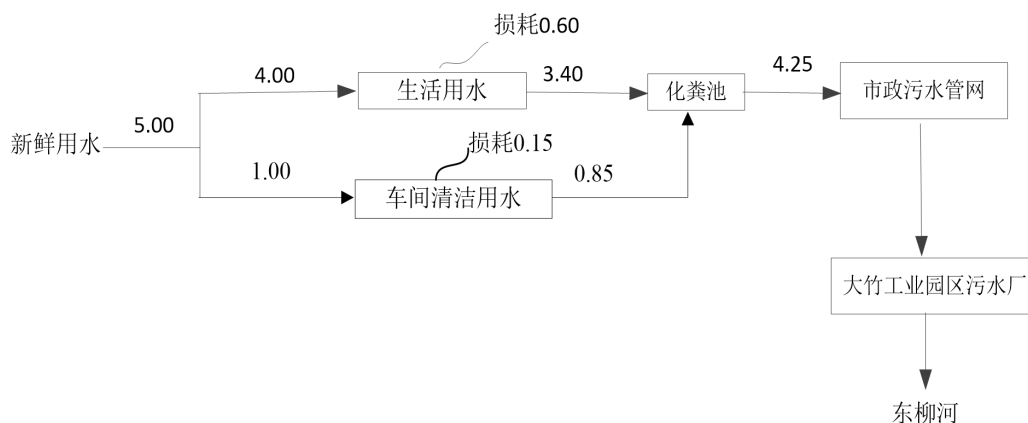 损耗0.60
4.00
生活用水
3.40
化粪池
4.25
市政污水管网
新鲜用水
5.00
损耗0.15
1.00
车间清洁用水
0.85
大竹工业园区污水厂
东柳河